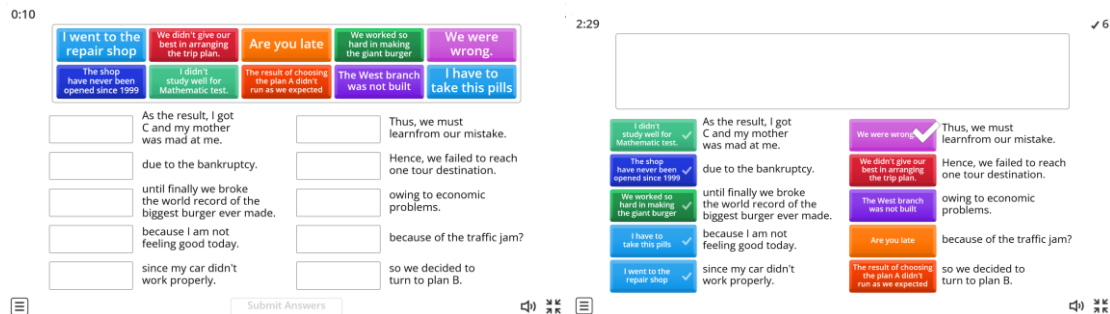 0:10
I went to the
repair shop
We didn't give our
best in arranging
the trip plan.
Are you late
We worked so
hard in making
the giant burger
We were
wrong.
The shop
have never been
opened since 1999
I didn't
study well for
Mathematic test.
The result of choosing
the plan A didn't
run as we expected
The West branch
was not built
I have to
take this pills
As the result, I got
C and my mother
was mad at me.
due to the bankruptcy.
until finally we broke
the world record of the
biggest burger ever made.
because I am not
feeling good today.
since my car didn't
work properly.
Thus, we must
learnfrom our mistake.
Hence, we failed to reach
one tour destination.
owing to economic
problems.
because of the traffic jam?
so we decided to
turn to plan B.
Submit Answers
2:29
6
I didn't
study well for
Mathematic test.
As the result, I got
C and my mother
was mad at me.
The shop
have never been
opened since 1999
due to the bankruptcy.
We worked so
hard in making
the giant burger
until finally we broke
the world record of the
biggest burger ever made.
I have to
take this pills
because I am not
feeling good today.
I went to the
repair shop
since my car didn't
work properly.
We were wrong
Thus, we must
learnfrom our mistake.
We didn't give our
best in arranging
the trip plan.
Hence, we failed to reach
one tour destination.
The West branch
was not built
owing to economic
problems.
Are you late
because of the traffic jam?
The result of choosing
the plan A didn't
run as we expected
so we decided to
turn to plan B.